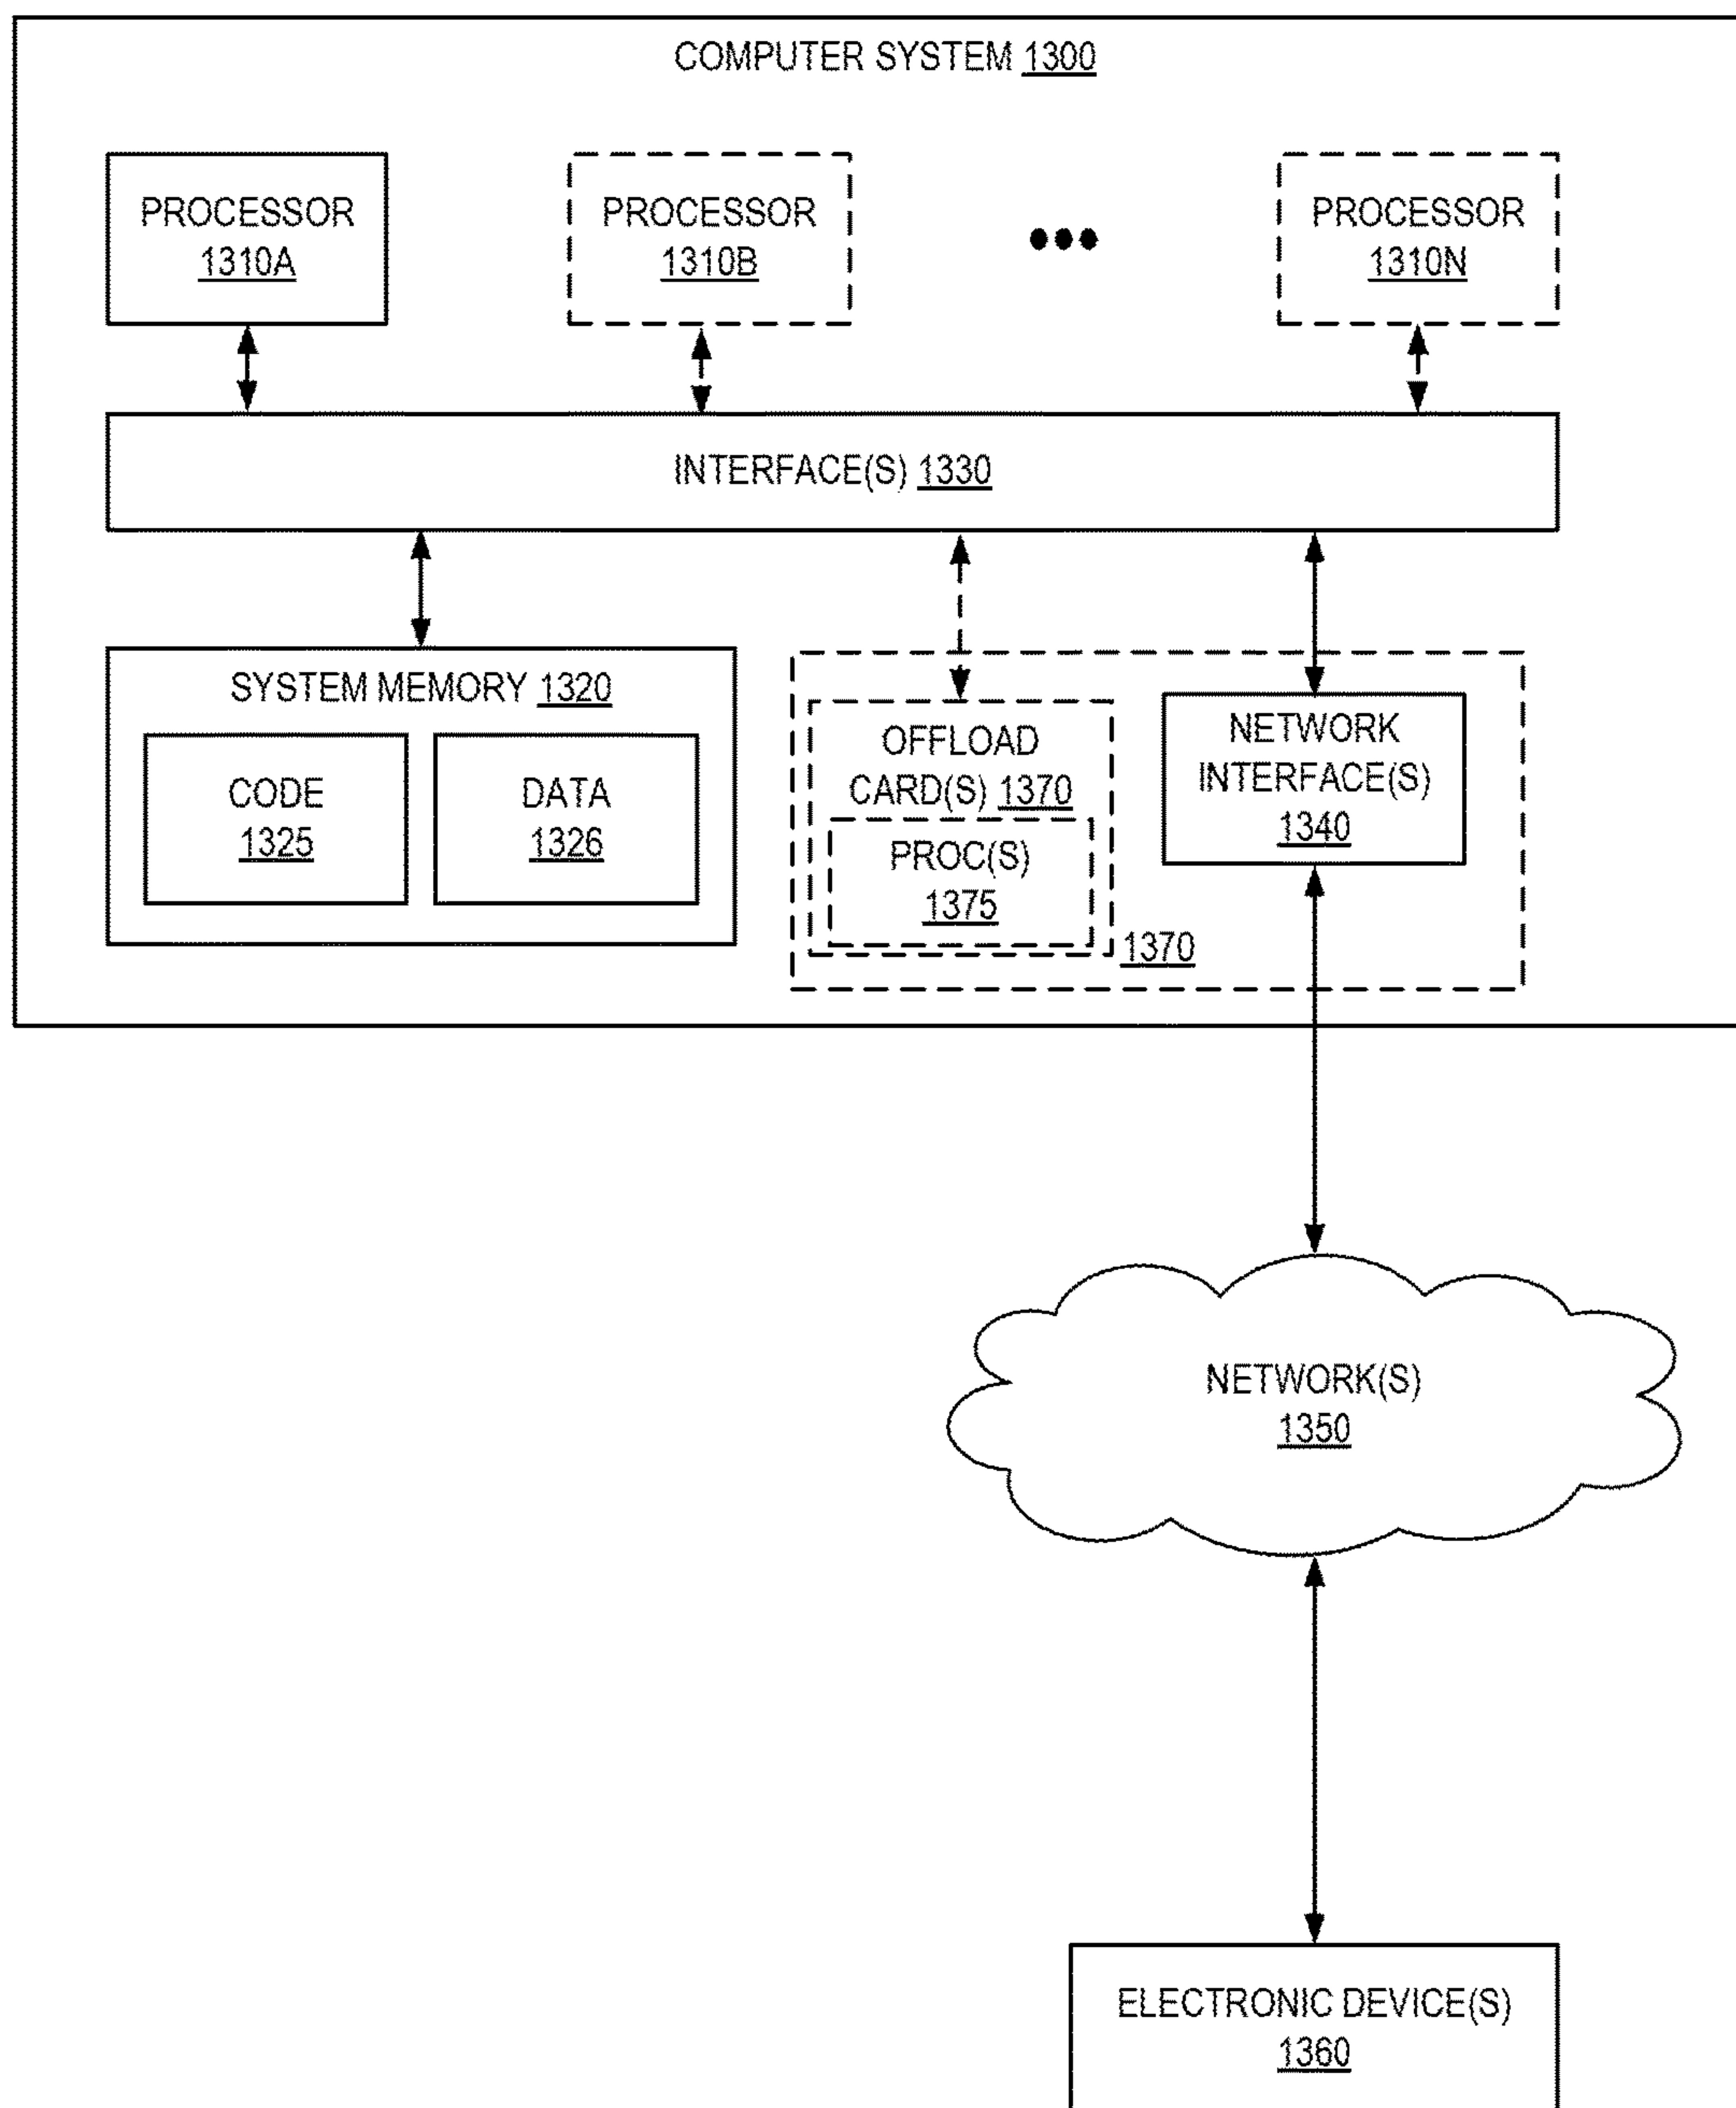 COMPUTER SYSTEM 1300
PROCESSOR
1310A
PROCESSOR
1310B
PROCESSOR
1310N
INTERFACE(S) 1330
SYSTEM MEMORY 1320
CODE
1325
DATA
1326
OFFLOAD
CARD(S) 1370
PROC(S)
1375
1370
NETWORK
INTERFACE(S)
1340
NETWORK(S)
1350
ELECTRONIC DEVICE(S)
1360